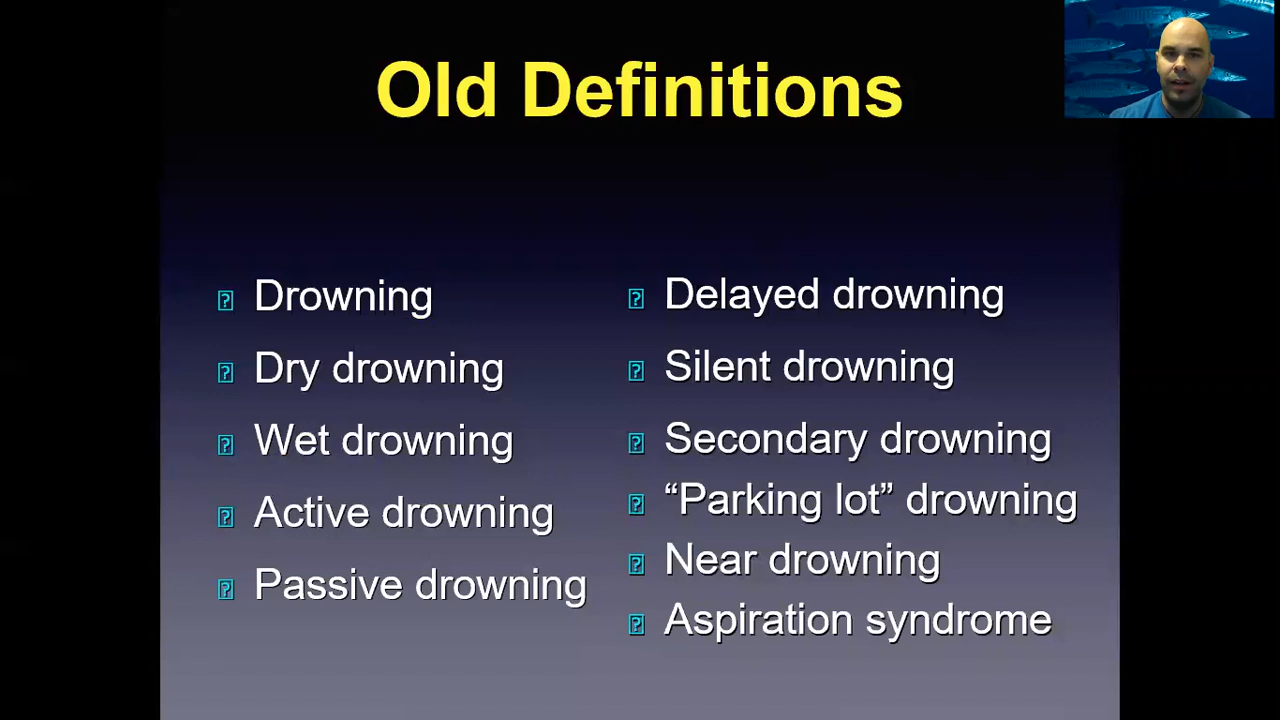 Old Definitions
Drowning
Dry drowning
Wet drowning
Active drowning
Passive drowning
Delayed drowning
Silent drowning
Secondary drowning
“Parking lot” drowning
Near drowning
Aspiration syndrome